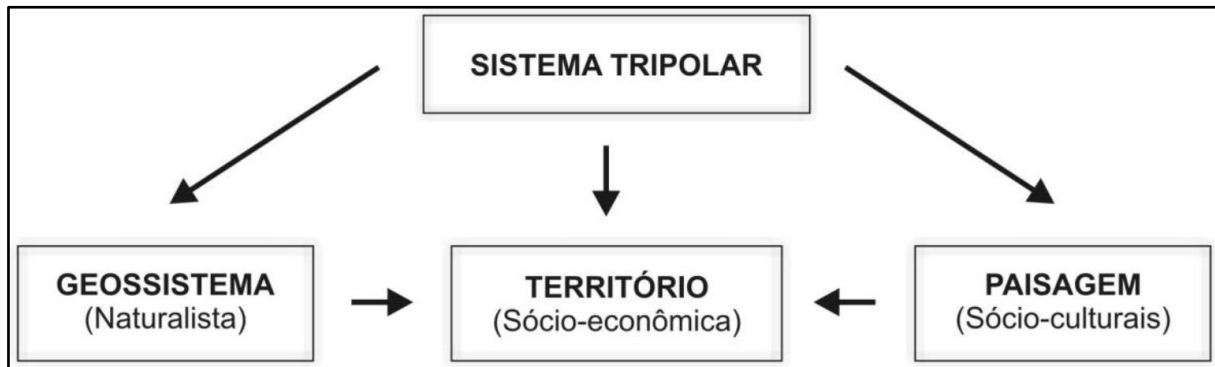 SISTEMA TRIPOLAR
GEOSSISTEMA
(Naturalista)
TERRITÓRIO
(Sócio-econômica)
PAISAGEM
(Sócio-culturais)